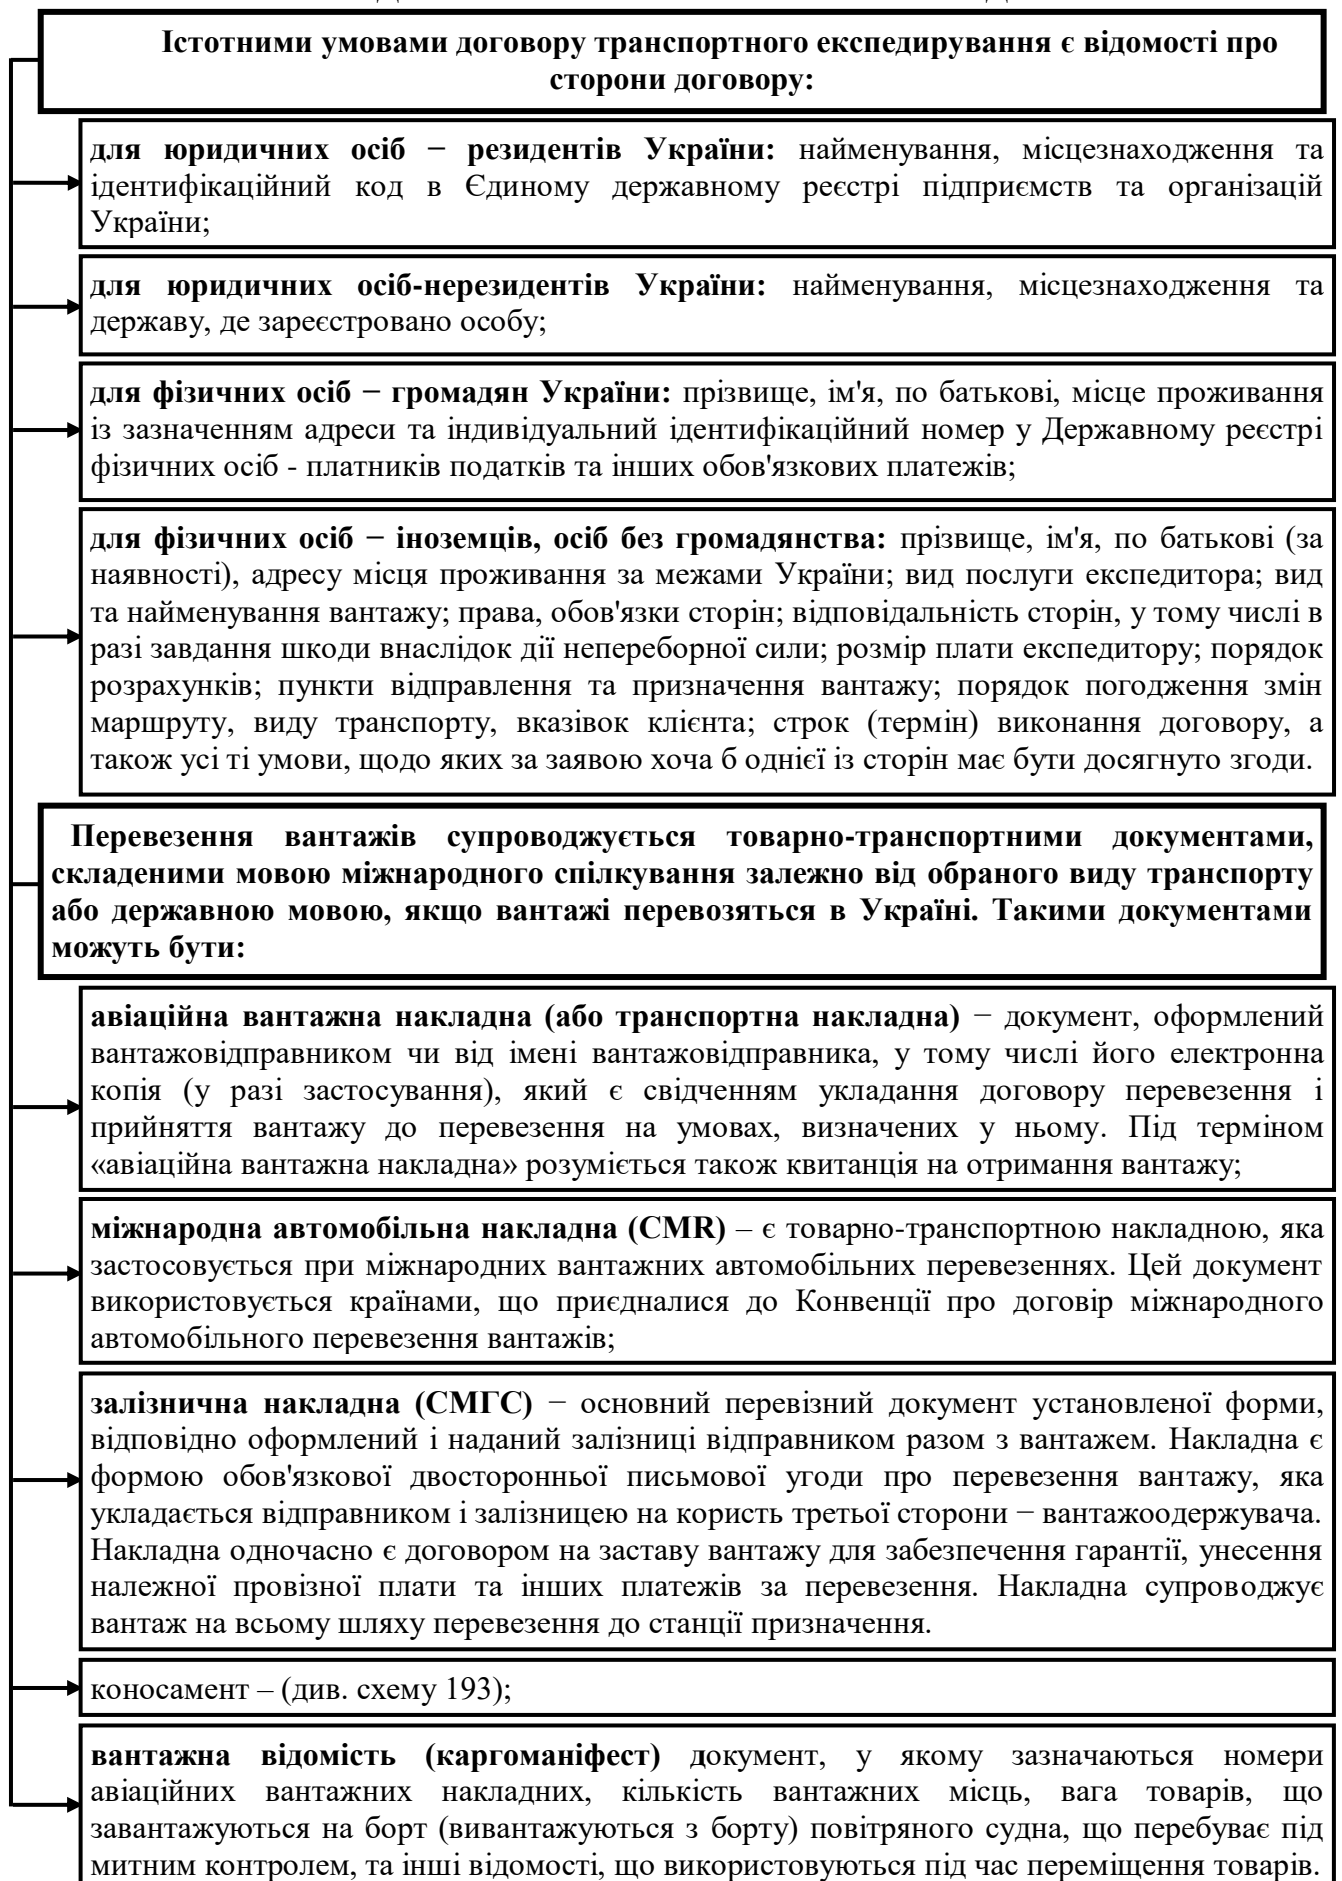 Істотними умовами договору транспортного експедирування є відомості про
сторони договору:
для юридичних осіб − резидентів України: найменування, місцезнаходження та
ідентифікаційний код в Єдиному державному реєстрі підприємств та організацій
України;
для юридичних осіб-нерезидентів України: найменування, місцезнаходження та
державу, де зареєстровано особу;
для фізичних осіб − громадян України: прізвище, ім'я, по батькові, місце проживання
із зазначенням адреси та індивідуальний ідентифікаційний номер у Державному реєстрі
фізичних осіб - платників податків та інших обов'язкових платежів;
для фізичних осіб − іноземців, осіб без громадянства: прізвище, ім'я, по батькові (за
наявності), адресу місця проживання за межами України; вид послуги експедитора; вид
та найменування вантажу; права, обов'язки сторін; відповідальність сторін, у тому числі в
разі завдання шкоди внаслідок дії непереборної сили; розмір плати експедитору; порядок
розрахунків; пункти відправлення та призначення вантажу; порядок погодження змін
маршруту, виду транспорту, вказівок клієнта; строк (термін) виконання договору, а
також усі ті умови, щодо яких за заявою хоча б однієї із сторін має бути досягнуто згоди.
Перевезення вантажів супроводжується товарно-транспортними документами,
складеними мовою міжнародного спілкування залежно від обраного виду транспорту
або державною мовою, якщо вантажі перевозяться в Україні. Такими документами
можуть бути:
авіаційна вантажна накладна (або транспортна накладна) − документ, оформлений
вантажовідправником чи від імені вантажовідправника, у тому числі його електронна
копія (у разі застосування), який є свідченням укладання договору перевезення і
прийняття вантажу до перевезення на умовах, визначених у ньому. Під терміном
«авіаційна вантажна накладна» розуміється також квитанція на отримання вантажу;
міжнародна автомобільна накладна (CMR) – є товарно-транспортною накладною, яка
застосовується при міжнародних вантажних автомобільних перевезеннях. Цей документ
використовується країнами, що приєдналися до Конвенції про договір міжнародного
автомобільного перевезення вантажів;
залізнична накладна (СМГС) − основний перевізний документ установленої форми,
відповідно оформлений і наданий залізниці відправником разом з вантажем. Накладна є
формою обов'язкової двосторонньої письмової угоди про перевезення вантажу, яка
укладається відправником і залізницею на користь третьої сторони − вантажоодержувача.
Накладна одночасно є договором на заставу вантажу для забезпечення гарантії, унесення
належної провізної плати та інших платежів за перевезення. Накладна супроводжує
вантаж на всьому шляху перевезення до станції призначення.
коносамент – (див. схему 193);
вантажна відомість (каргоманіфест) документ, у якому зазначаються номери
авіаційних вантажних накладних, кількість вантажних місць, вага товарів, що
завантажуються на борт (вивантажуються з борту) повітряного судна, що перебуває під
митним контролем, та інші відомості, що використовуються під час переміщення товарів.